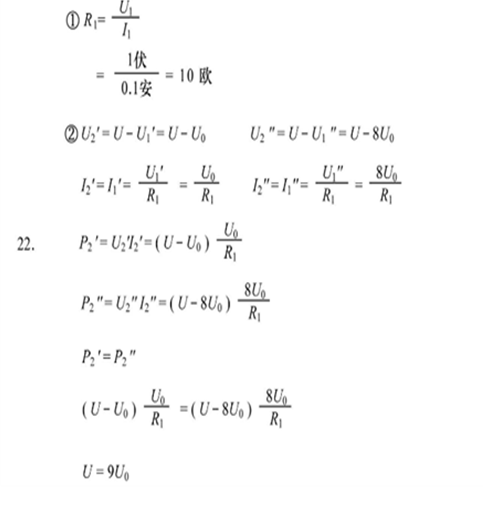 ① R₁= U₁/I₁
= 1伏/0.1安 = 10 欧
② U₂′= U − U₁′= U − U₀ U₂″= U − U₁″= U − 8U₀
I₂′= I₁′= U₁′/R₁ = U₀/R₁ I₂″= I₁″= U₁″/R₁ = 8U₀/R₁
22. P₂′= U₂′I₂′= ( U − U₀ ) U₀/R₁
P₂″= U₂″I₂″= ( U − 8U₀ ) 8U₀/R₁
P₂′= P₂″
( U − U₀ ) U₀/R₁ = ( U − 8U₀ ) 8U₀/R₁
U = 9U₀